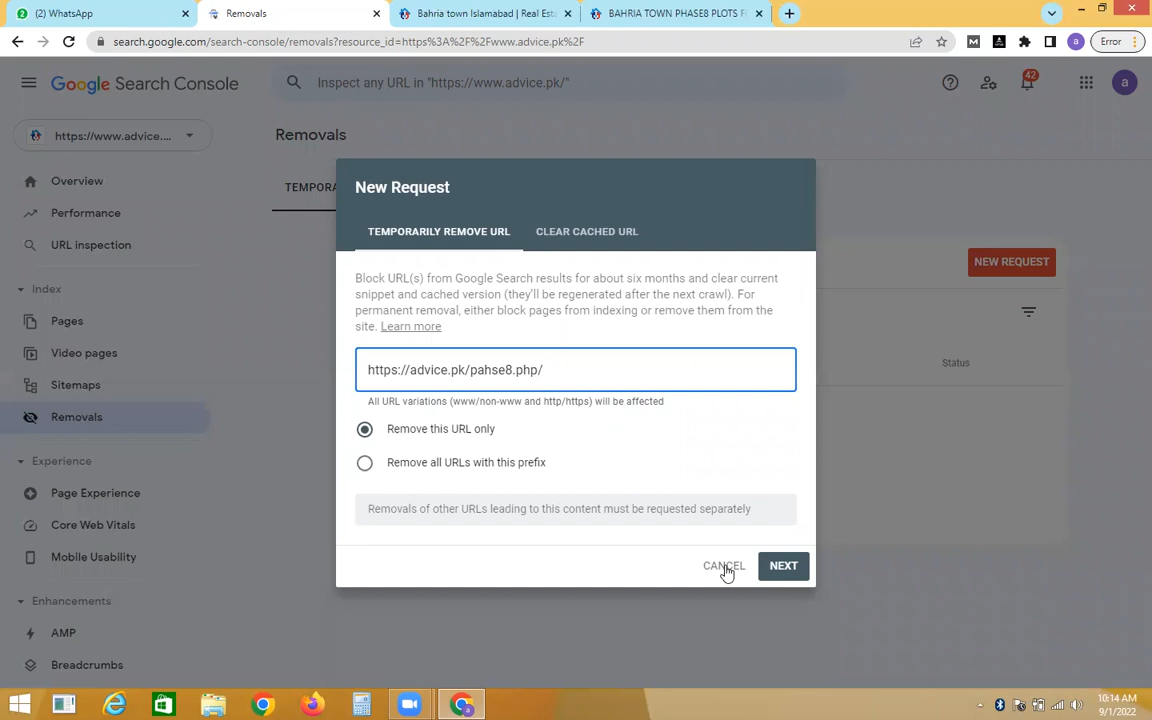 (2) WhatsApp
Removals
Bahria town Islamabad | Real Esta
BAHRIA TOWN PHASE8 PLOTS F
search.google.com/search-console/removals?resource_id=https%3A%2F%2Fwww.advice.pk%2F
a
Error
Google Search Console
Inspect any URL in "https://www.advice.pk/"
42
a
https://www.advice....
Removals
Overview
TEMPORA
New Request
Performance
TEMPORARILY REMOVE URL
CLEAR CACHED URL
URL inspection
NEW REQUEST
Index
Block URL(s) from Google Search results for about six months and clear current
snippet and cached version (they'll be regenerated after the next crawl). For
permanent removal, either block pages from indexing or remove them from the
site. Learn more
Pages
Video pages
Status
https://advice.pk/pahse8.php/
Sitemaps
All URL variations (www/non-www and http/https) will be affected
Removals
Remove this URL only
Experience
Remove all URLs with this prefix
Page Experience
Removals of other URLs leading to this content must be requested separately
Core Web Vitals
Mobile Usability
CANCEL
NEXT
Enhancements
AMP
Breadcrumbs
10:14 AM
9/1/2022